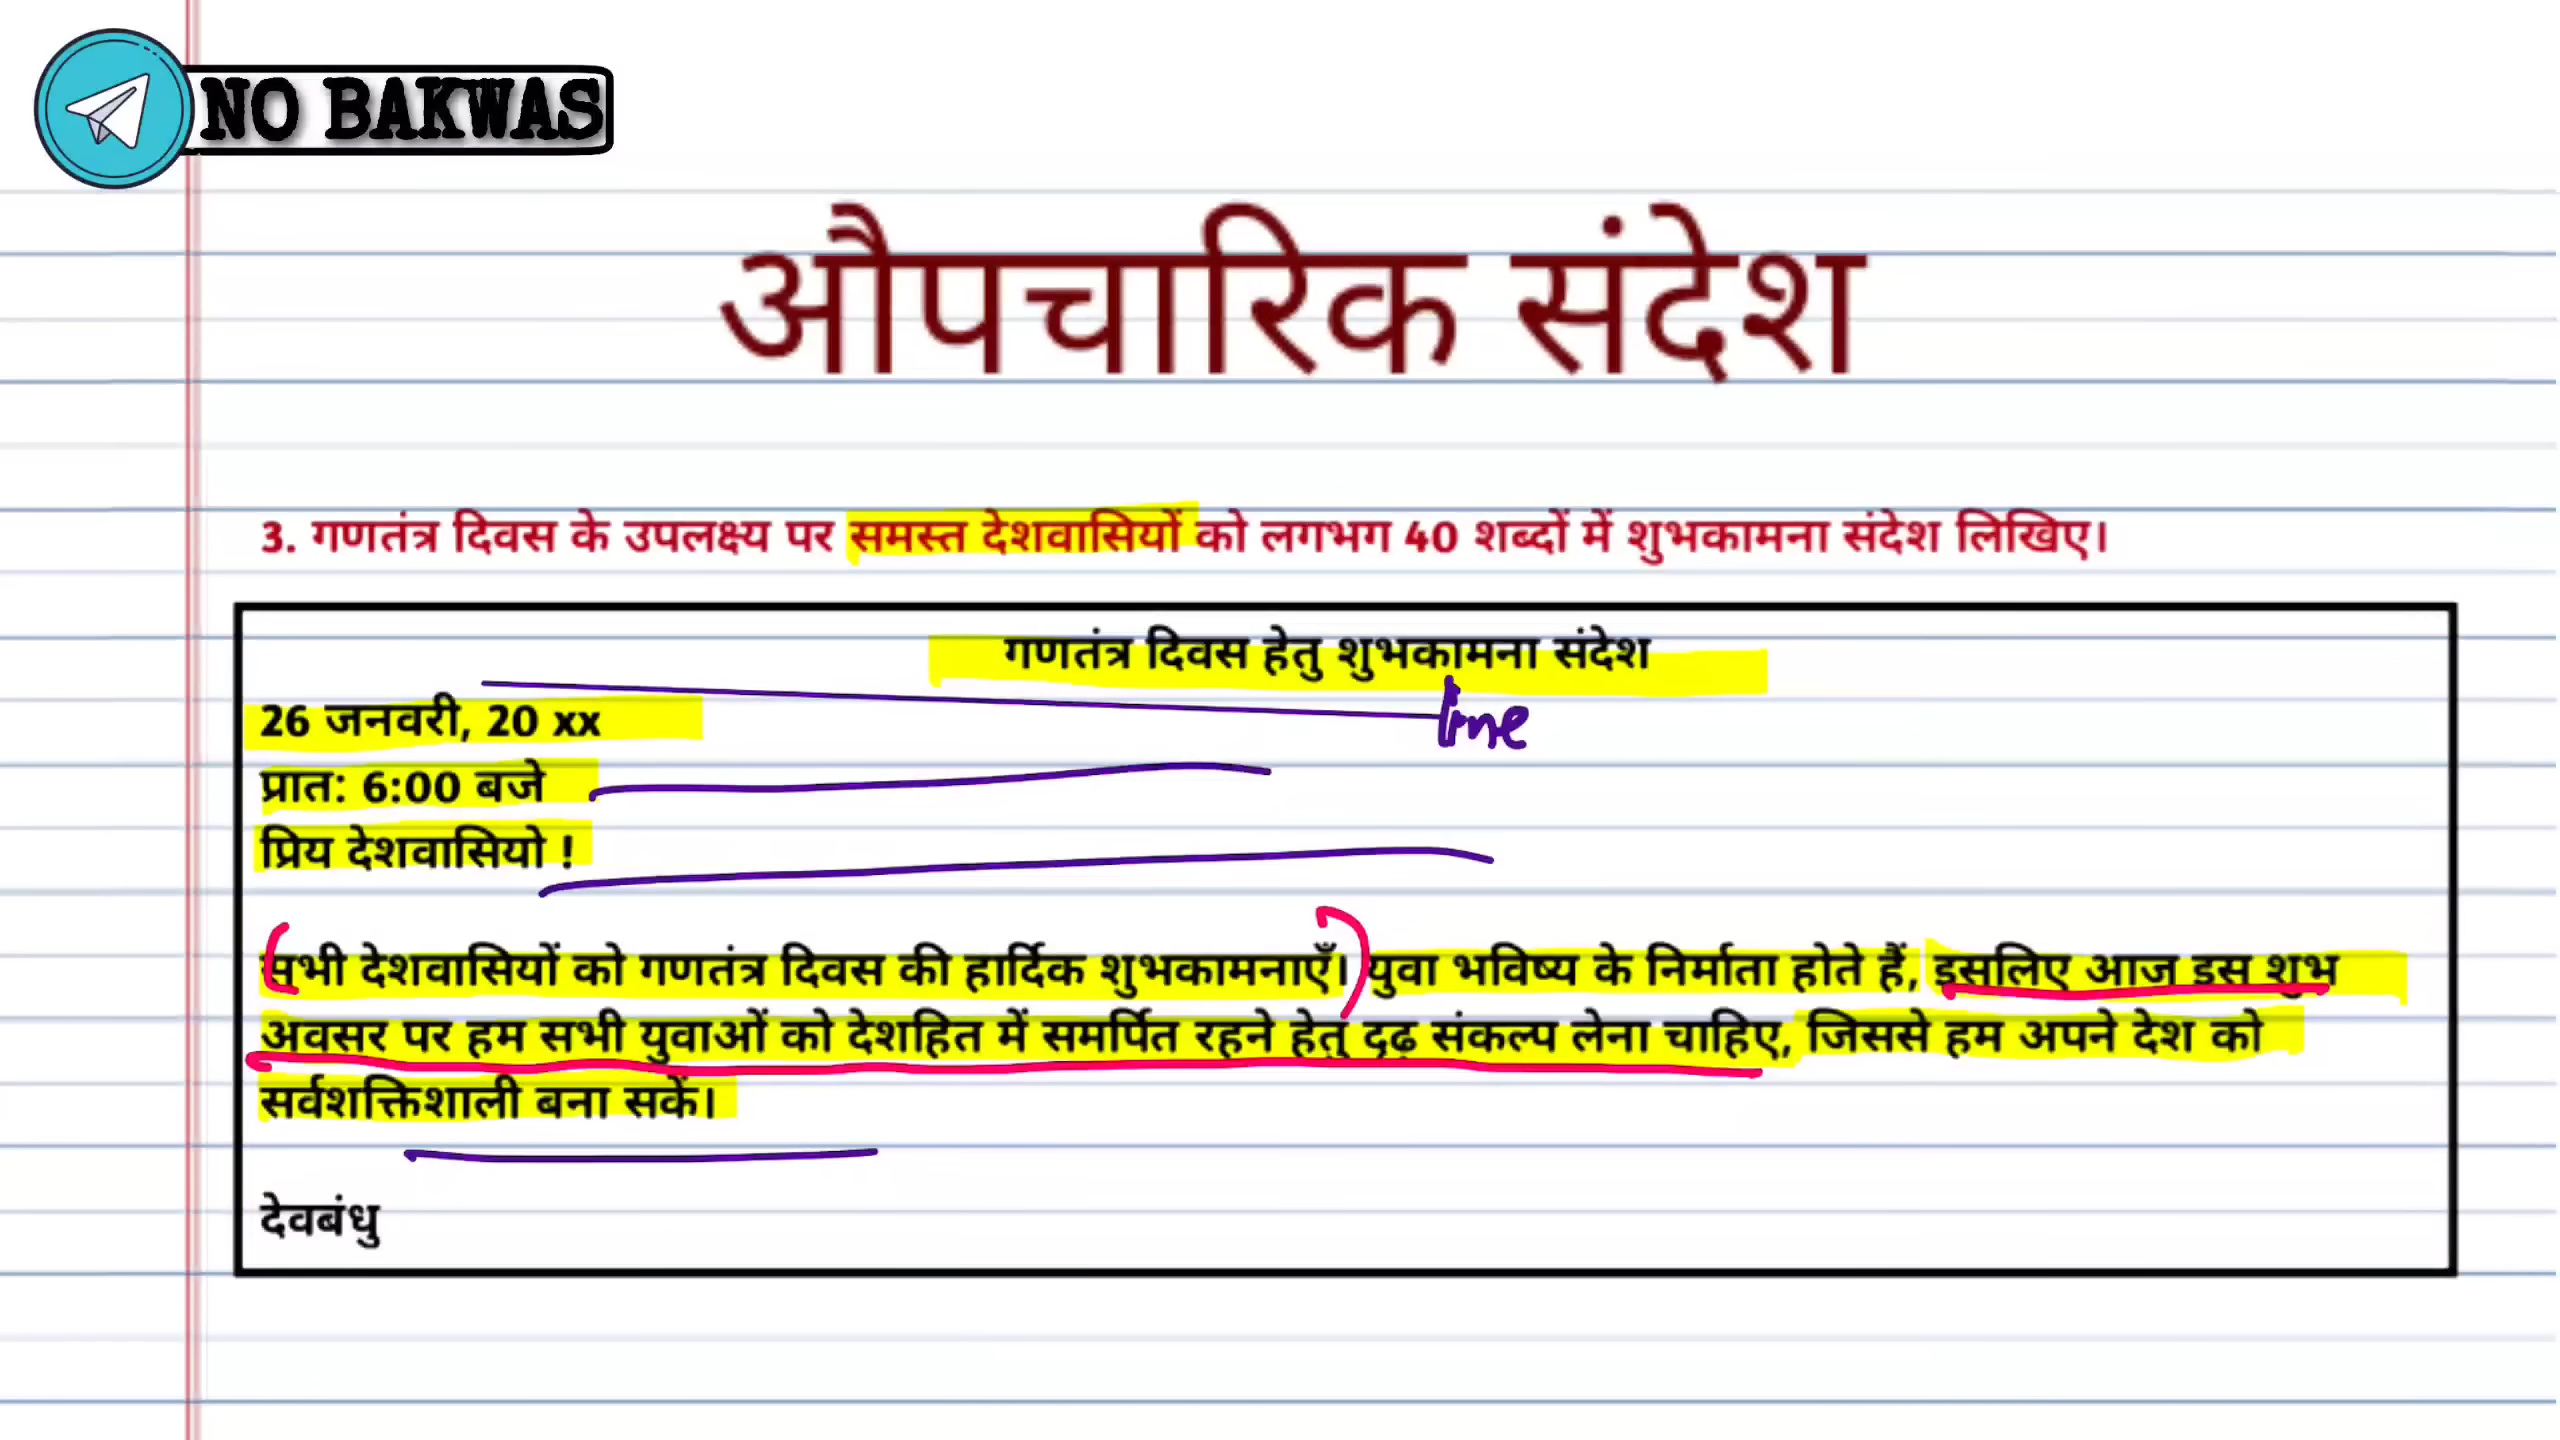 NO BAKWAS
औपचारिक संदेश
3. गणतंत्र दिवस के उपलक्ष्य पर समस्त देशवासियों को लगभग 40 शब्दों में शुभकामना संदेश लिखिए।
गणतंत्र दिवस हेतु शुभकामना संदेश
26 जनवरी, 20 xx
line
प्रात: 6:00 बजे
प्रिय देशवासियो !
सभी देशवासियों को गणतंत्र दिवस की हार्दिक शुभकामनाएँ। युवा भविष्य के निर्माता होते हैं, इसलिए आज इस शुभ
अवसर पर हम सभी युवाओं को देशहित में समर्पित रहने हेतु दृढ़ संकल्प लेना चाहिए, जिससे हम अपने देश को
सर्वशक्तिशाली बना सकें।
देवबंधु